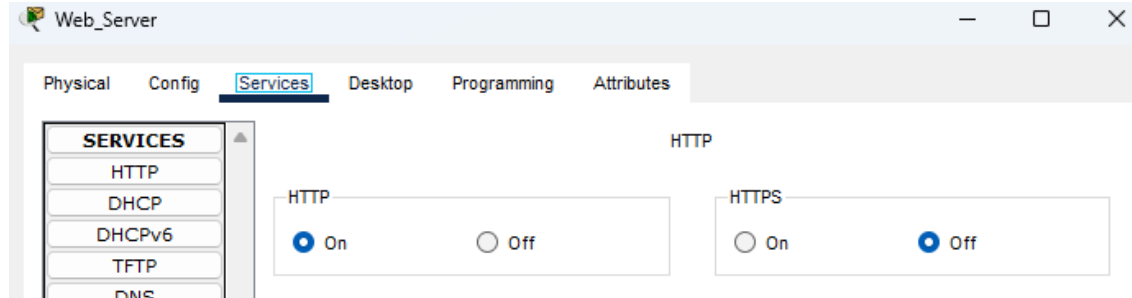 Web_Server
Physical Config Services Desktop Programming Attributes
SERVICES
HTTP
DHCP
DHCPv6
TFTP
DNS
HTTP
HTTP
On Off
HTTPS
On Off